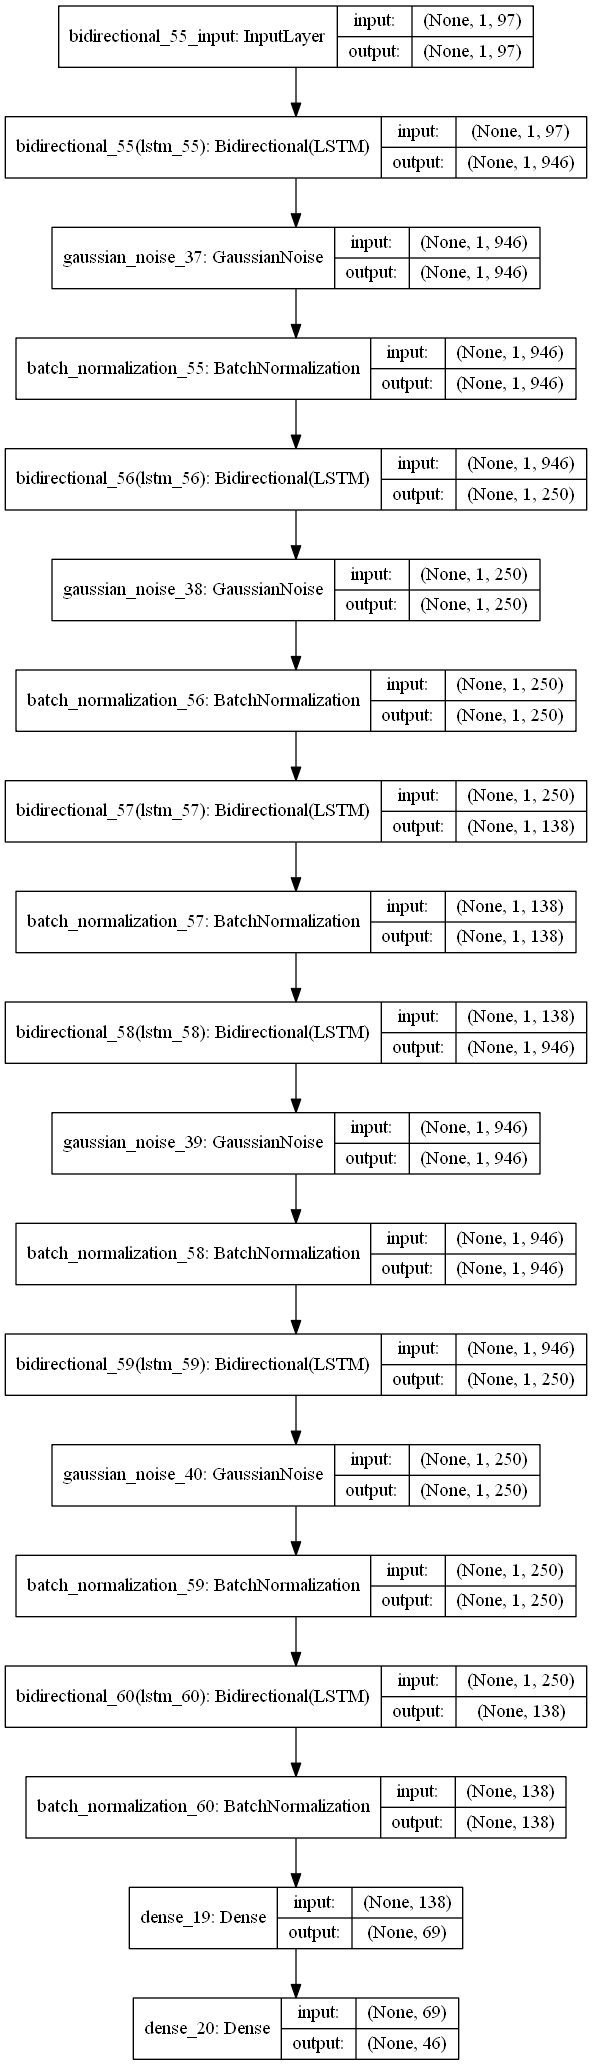 bidirectional_55_input: InputLayer
input: (None, 1, 97)
output: (None, 1, 97)
bidirectional_55(lstm_55): Bidirectional(LSTM)
input: (None, 1, 97)
output: (None, 1, 946)
gaussian_noise_37: GaussianNoise
input: (None, 1, 946)
output: (None, 1, 946)
batch_normalization_55: BatchNormalization
input: (None, 1, 946)
output: (None, 1, 946)
bidirectional_56(lstm_56): Bidirectional(LSTM)
input: (None, 1, 946)
output: (None, 1, 250)
gaussian_noise_38: GaussianNoise
input: (None, 1, 250)
output: (None, 1, 250)
batch_normalization_56: BatchNormalization
input: (None, 1, 250)
output: (None, 1, 250)
bidirectional_57(lstm_57): Bidirectional(LSTM)
input: (None, 1, 250)
output: (None, 1, 138)
batch_normalization_57: BatchNormalization
input: (None, 1, 138)
output: (None, 1, 138)
bidirectional_58(lstm_58): Bidirectional(LSTM)
input: (None, 1, 138)
output: (None, 1, 946)
gaussian_noise_39: GaussianNoise
input: (None, 1, 946)
output: (None, 1, 946)
batch_normalization_58: BatchNormalization
input: (None, 1, 946)
output: (None, 1, 946)
bidirectional_59(lstm_59): Bidirectional(LSTM)
input: (None, 1, 946)
output: (None, 1, 250)
gaussian_noise_40: GaussianNoise
input: (None, 1, 250)
output: (None, 1, 250)
batch_normalization_59: BatchNormalization
input: (None, 1, 250)
output: (None, 1, 250)
bidirectional_60(lstm_60): Bidirectional(LSTM)
input: (None, 1, 250)
output: (None, 138)
batch_normalization_60: BatchNormalization
input: (None, 138)
output: (None, 138)
dense_19: Dense
input: (None, 138)
output: (None, 69)
dense_20: Dense
input: (None, 69)
output: (None, 46)